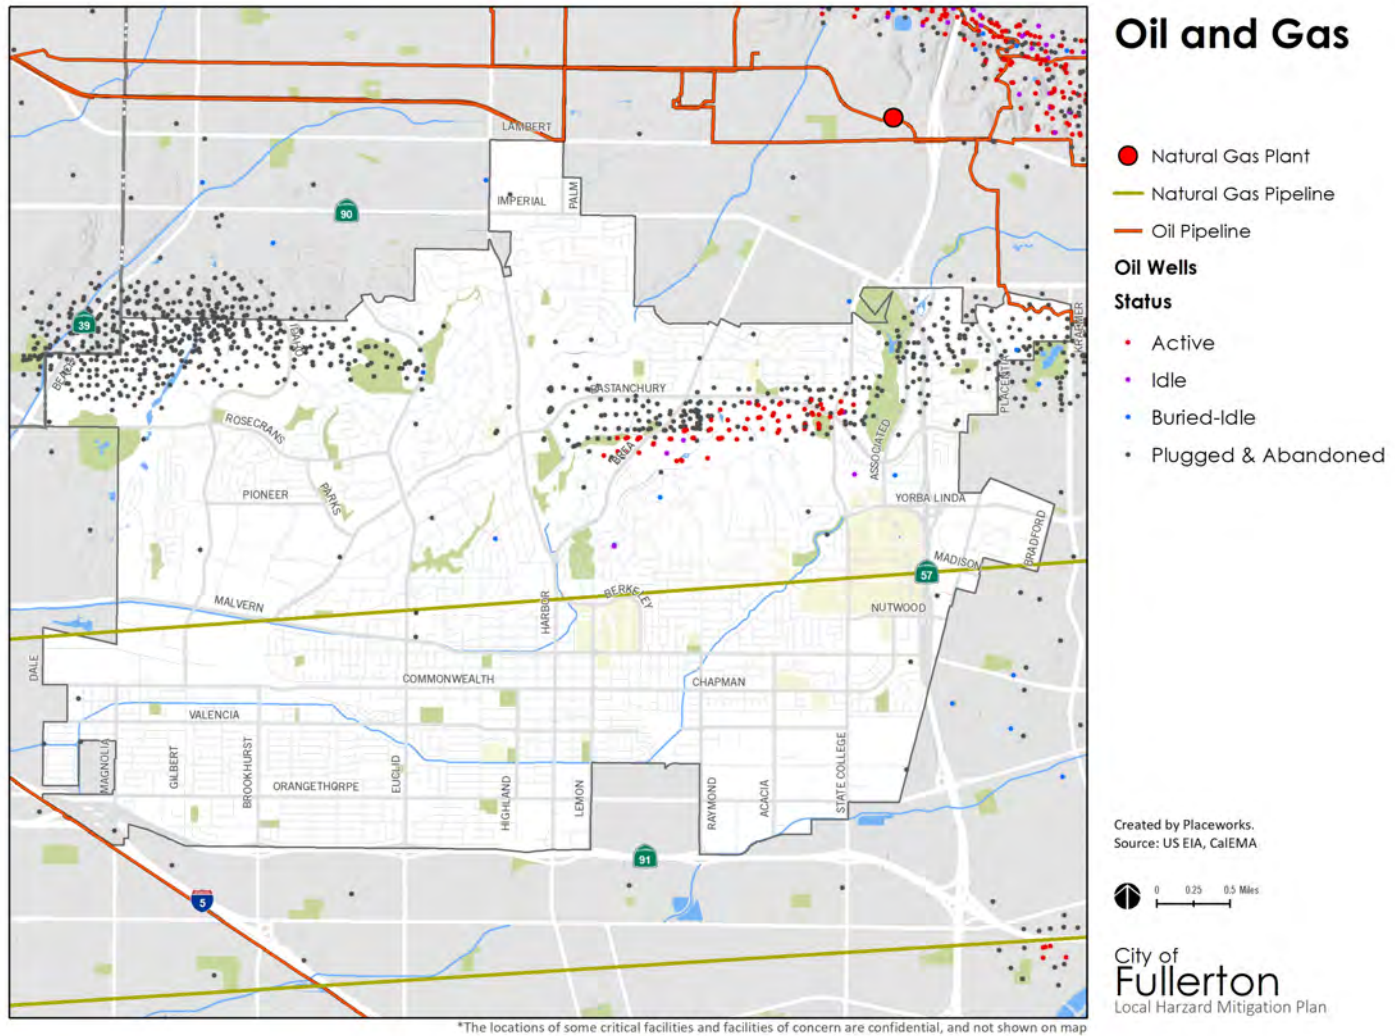 Oil and Gas
Natural Gas Plant
Natural Gas Pipeline
Oil Pipeline
Oil Wells
Status
Active
Idle
Buried-Idle
Plugged & Abandoned
LAMBERT
IMPERIAL
PALM
90
39
BEACH
IDAHO
KRAEMER
PLACENTIA
BASTANCHURY
ROSECRANS
BREA
ASSOCIATED
PIONEER
PARKS
YORBA LINDA
BRADFORD
MADISON
57
MALVERN
HARBOR
BERKELEY
NUTWOOD
DALE
COMMONWEALTH
CHAPMAN
VALENCIA
MAGNOLIA
GILBERT
BROOKHURST
ORANGETHORPE
EUCLID
HIGHLAND
LEMON
RAYMOND
ACACIA
STATE COLLEGE
91
5
Created by Placeworks.
Source: US EIA, CalEMA
0 0.25 0.5 Miles
City of
Fullerton
Local Harzard Mitigation Plan
*The locations of some critical facilities and facilities of concern are confidential, and not shown on map